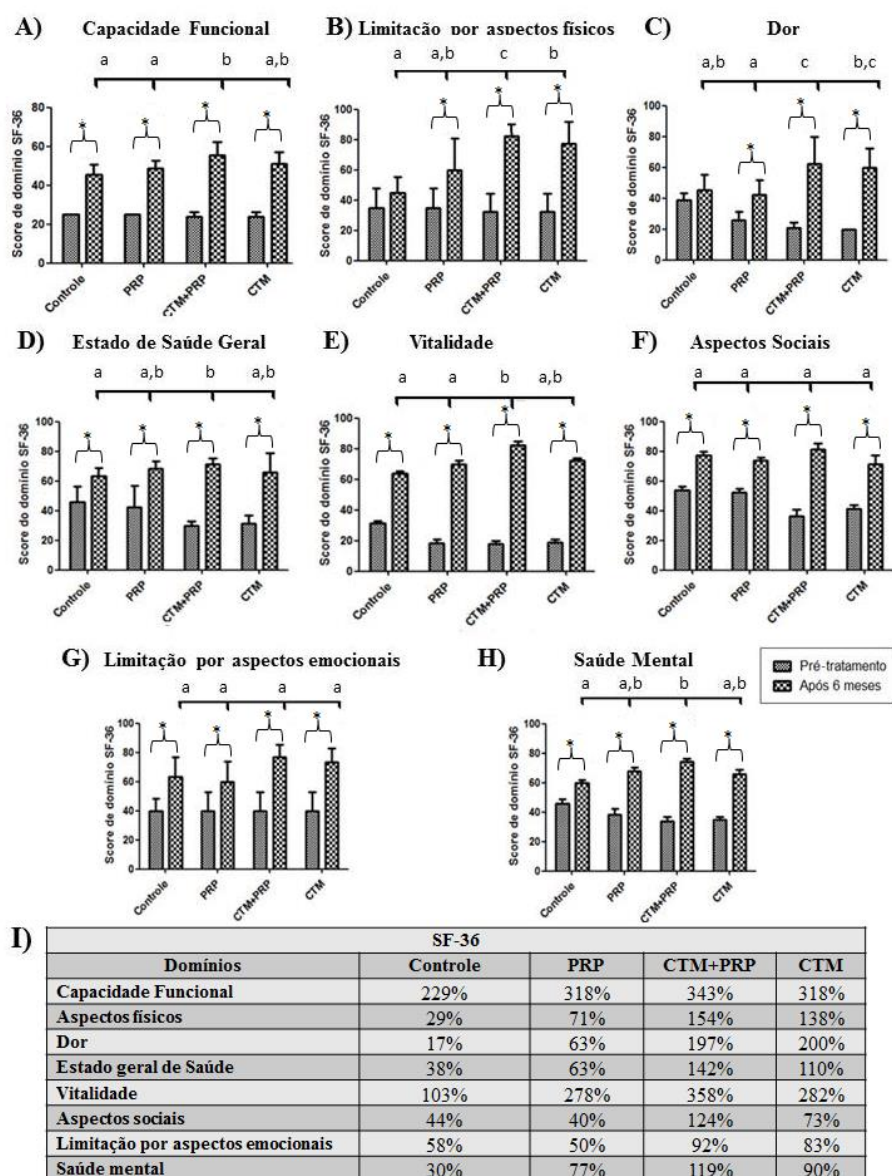 A) Capacidade Funcional
a a b a,b
Score de domínio SF-36
80
60
40
20
0
* * * *
Controle
PRP
CTM+PRP
CTM
B) Limitação por aspectos físicos
a a,b c b
Score de domínio SF-36
100
80
60
40
20
0
* * *
Controle
PRP
CTM+PRP
CTM
C) Dor
a,b a c b,c
Score de domínio SF-36
100
80
60
40
20
0
* * *
Controle
PRP
CTM+PRP
CTM
D) Estado de Saúde Geral
a a,b b a,b
Score de domínio SF-36
100
80
60
40
20
0
* * * *
Controle
PRP
CTM+PRP
CTM
E) Vitalidade
a a b a,b
Score de domínio SF-36
100
80
60
40
20
0
* * * *
Controle
PRP
CTM+PRP
CTM
F) Aspectos Sociais
a a a a
Score do domínio SF-36
100
80
60
40
20
0
* * * *
Controle
PRP
CTM+PRP
CTM
G) Limitação por aspectos emocionais
a a a a
Score de domínio SF-36
100
80
60
40
20
0
* * * *
Controle
PRP
CTM+PRP
CTM
H) Saúde Mental
a a,b b a,b
Score de domínio SF-36
100
80
60
40
20
0
* * * *
Controle
PRP
CTM+PRP
CTM
Pré-tratamento
Após 6 meses
I)
SF-36
Domínios Controle PRP CTM+PRP CTM
Capacidade Funcional 229% 318% 343% 318%
Aspectos físicos 29% 71% 154% 138%
Dor 17% 63% 197% 200%
Estado geral de Saúde 38% 63% 142% 110%
Vitalidade 103% 278% 358% 282%
Aspectos sociais 44% 40% 124% 73%
Limitação por aspectos emocionais 58% 50% 92% 83%
Saúde mental 30% 77% 119% 90%